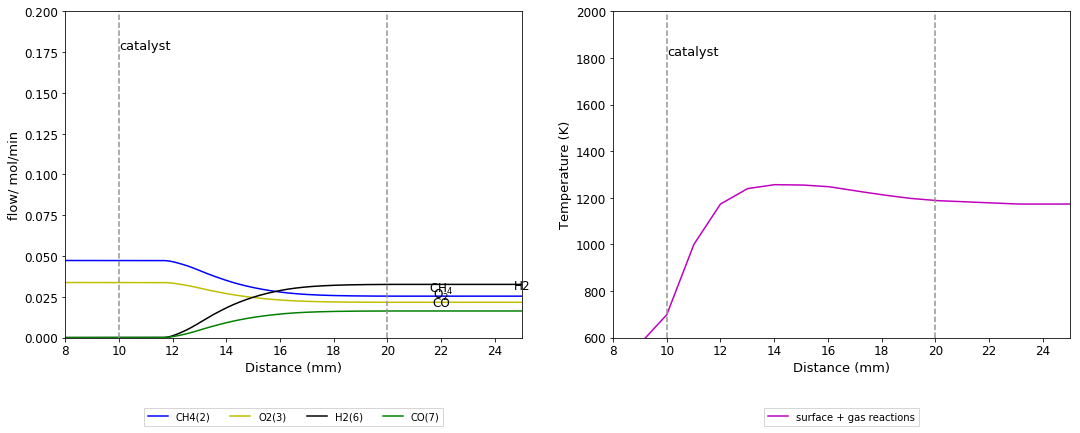 0.200
0.175
0.150
0.125
0.100
0.075
0.050
0.025
0.000
flow/ mol/min
catalyst
CH4
O2
CO
H2
8 10 12 14 16 18 20 22 24
Distance (mm)
CH4(2) O2(3) H2(6) CO(7)
2000
1800
1600
1400
1200
1000
800
600
Temperature (K)
catalyst
8 10 12 14 16 18 20 22 24
Distance (mm)
surface + gas reactions